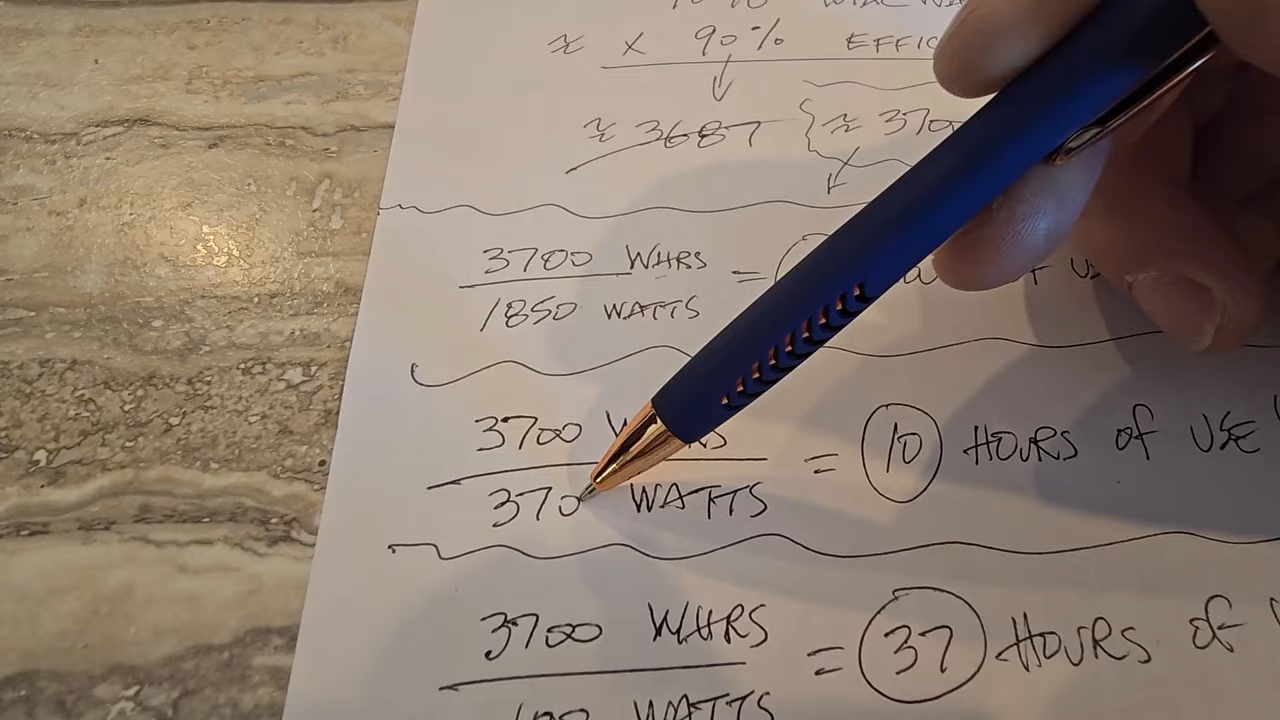 ≈ x 90%
≈ 3687 { ≈ 370
3700 WHRS
=
1850 WATTS
3700 = 10 HOURS of USE
370 WATTS
3700 WHRS = 37 HOURS of
WATTS